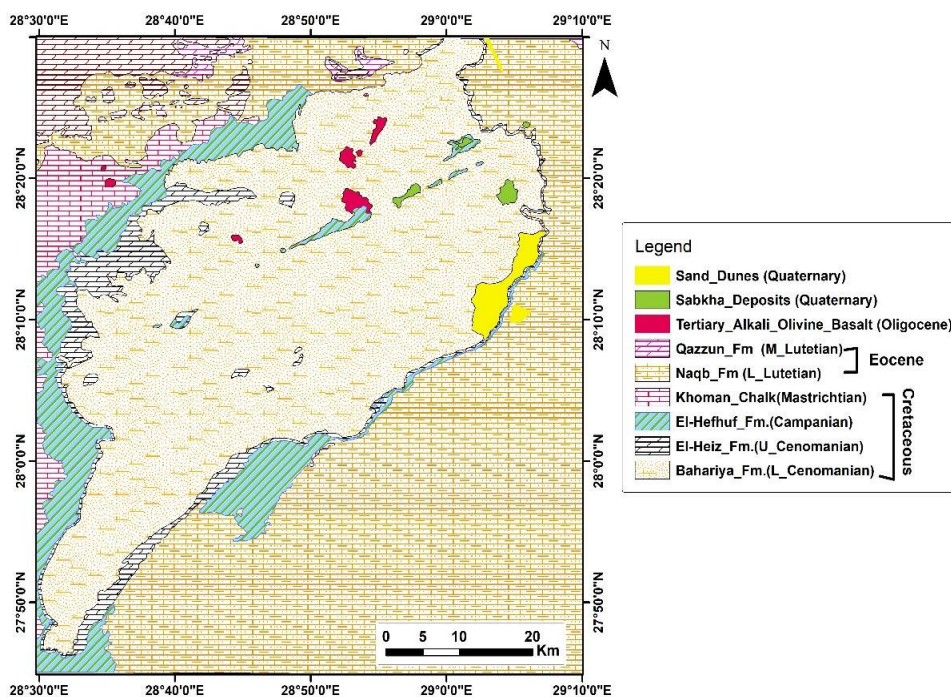 28°30'0"E 28°40'0"E 28°50'0"E 29°0'0"E 29°10'0"E
N
28°20'0"N 28°20'0"N
28°10'0"N 28°10'0"N
28°0'0"N 28°0'0"N
27°50'0"N 27°50'0"N
0 5 10 20
Km
28°30'0"E 28°40'0"E 28°50'0"E 29°0'0"E 29°10'0"E
Legend
Sand_Dunes (Quaternary)
Sabkha_Deposits (Quaternary)
Tertiary_Alkali_Olivine_Basalt (Oligocene)
Qazzun_Fm (M_Lutetian)
Eocene
Naqb_Fm (L_Lutetian)
Khoman_Chalk(Mastrichtian)
El-Hefhuf_Fm.(Campanian)
El-Heiz_Fm.(U_Cenomanian)
Bahariya_Fm.(L_Cenomanian)
Cretaceous